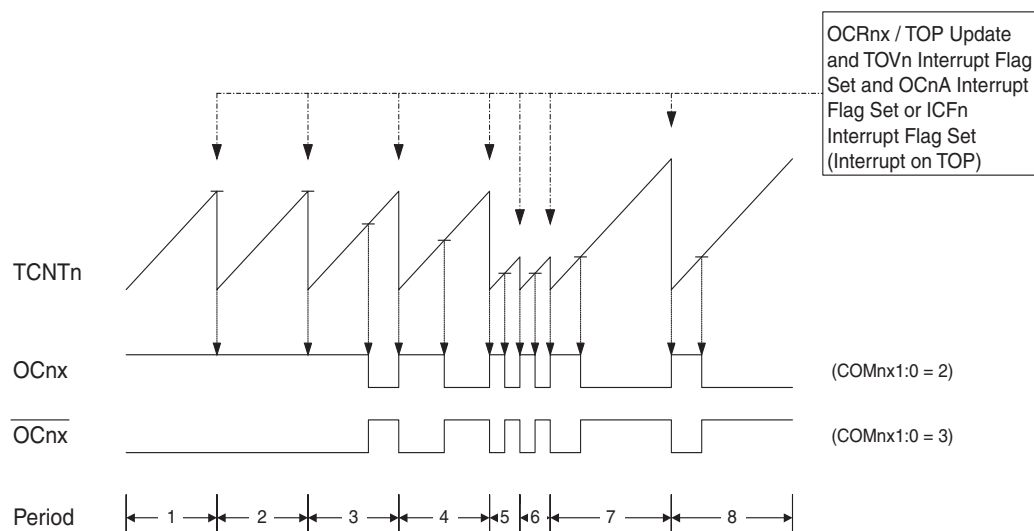 OCRnx / TOP Update
and TOVn Interrupt Flag
Set and OCnA Interrupt
Flag Set or ICFn
Interrupt Flag Set
(Interrupt on TOP)
TCNTn
OCnx
(COMnx1:0 = 2)
OCnx
(COMnx1:0 = 3)
Period
1
2
3
4
5
6
7
8